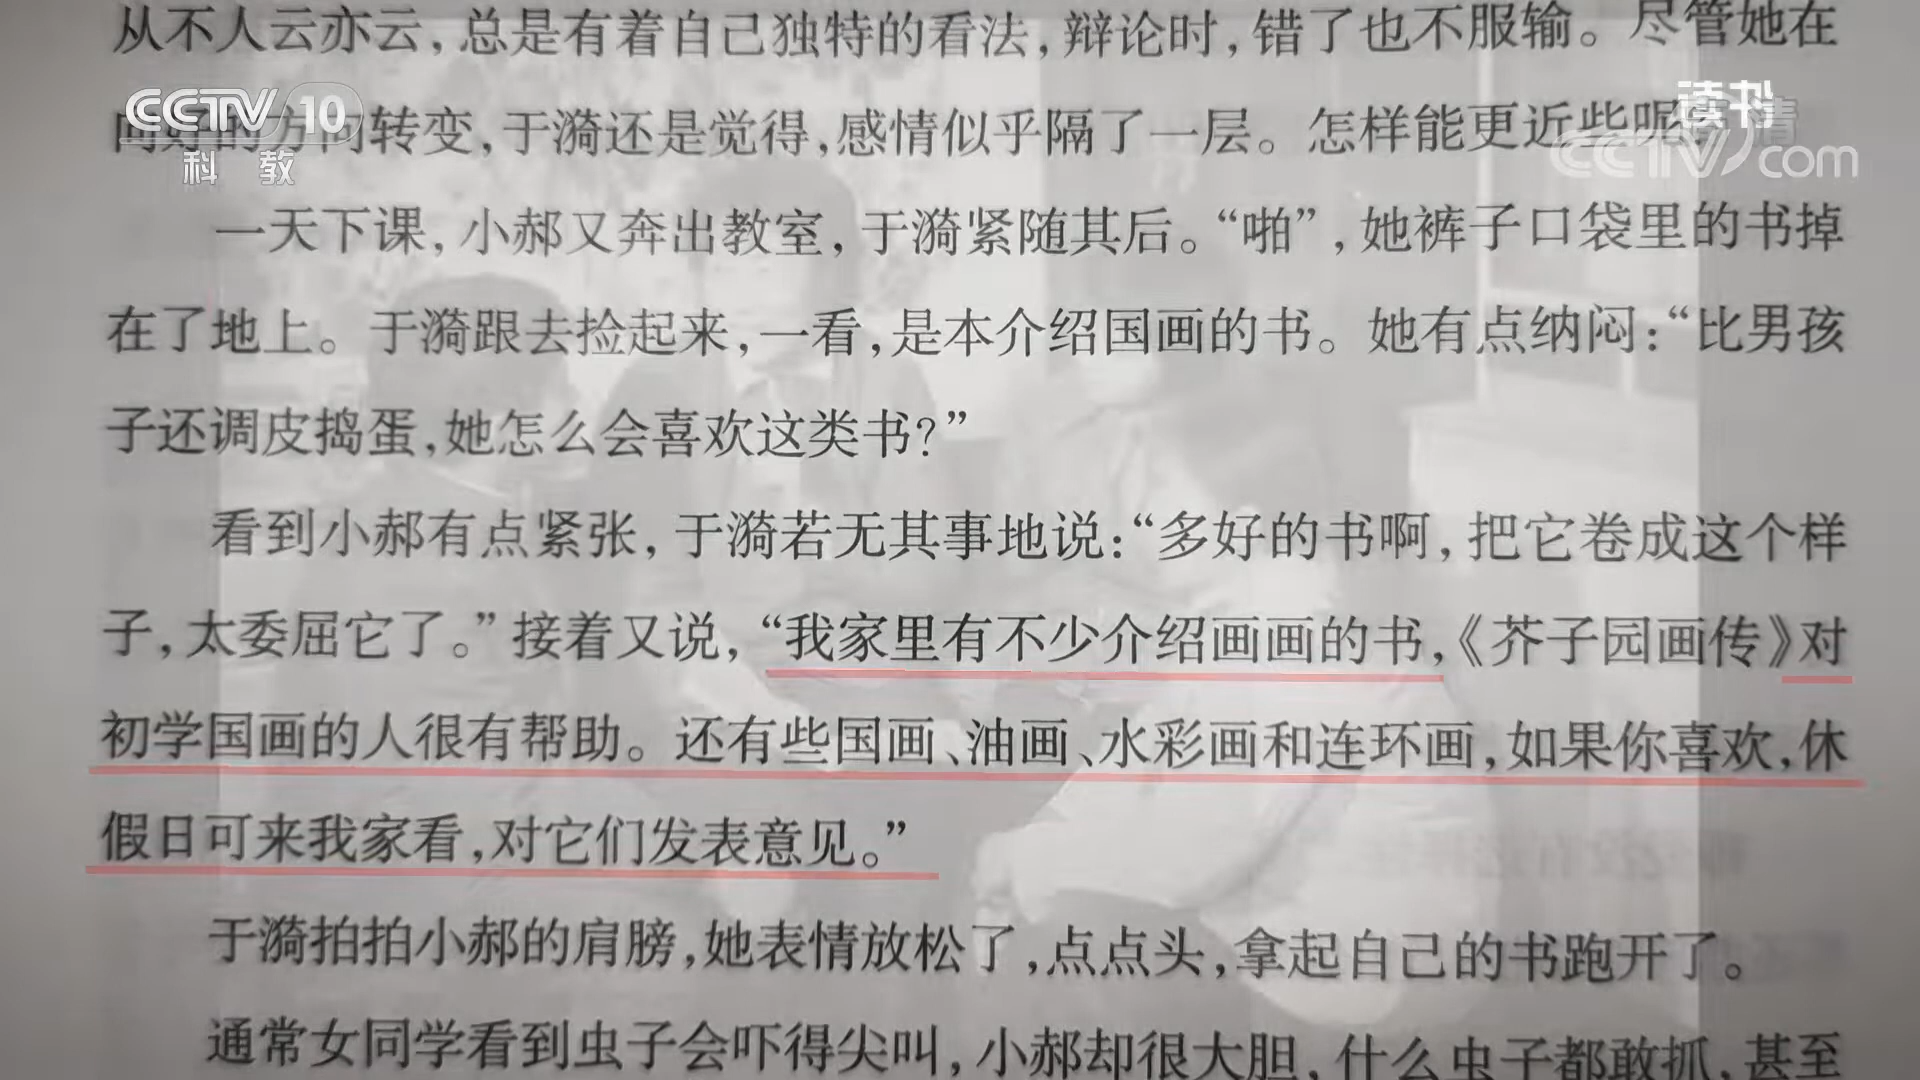 从不人云亦云，总是有着自己独特的看法，辩论时，错了也不服输。尽管她在
CCTV 10
科教
读书
CCTV.com
向好的方向转变，于漪还是觉得，感情似乎隔了一层。怎样能更近些呢？
一天下课，小郝又奔出教室，于漪紧随其后。“啪”，她裤子口袋里的书掉
在了地上。于漪跟去捡起来，一看，是本介绍国画的书。她有点纳闷：“比男孩
子还调皮捣蛋，她怎么会喜欢这类书？”
看到小郝有点紧张，于漪若无其事地说：“多好的书啊，把它卷成这个样
子，太委屈它了。”接着又说，“我家里有不少介绍画画的书，《芥子园画传》对
初学国画的人很有帮助。还有些国画、油画、水彩画和连环画，如果你喜欢，休
假日可来我家看，对它们发表意见。”
于漪拍拍小郝的肩膀，她表情放松了，点点头，拿起自己的书跑开了。
通常女同学看到虫子会吓得尖叫，小郝却很大胆，什么虫子都敢抓，甚至